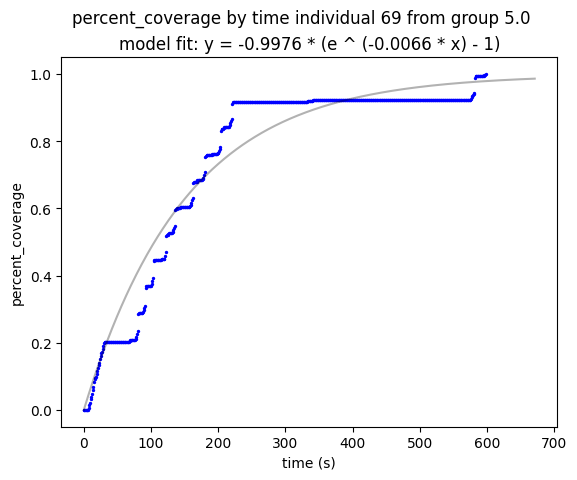 percent_coverage by time individual 69 from group 5.0
model fit: y = -0.9976 * (e ^ (-0.0066 * x) - 1)
1.0
0.8
0.6
0.4
0.2
0.0
percent_coverage
0 100 200 300 400 500 600 700
time (s)